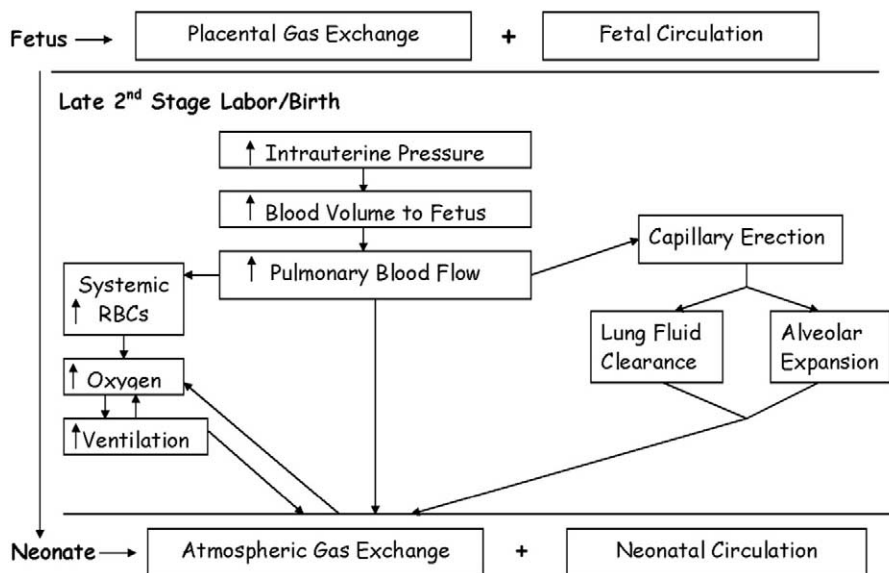 Fetus Placental Gas Exchange + Fetal Circulation
Late 2nd Stage Labor/Birth
↑ Intrauterine Pressure
↑ Blood Volume to Fetus
↑ Pulmonary Blood Flow
Capillary Erection
↑ Systemic
RBCs
Lung Fluid
Clearance
Alveolar
Expansion
↑ Oxygen
↑ Ventilation
Neonate Atmospheric Gas Exchange + Neonatal Circulation